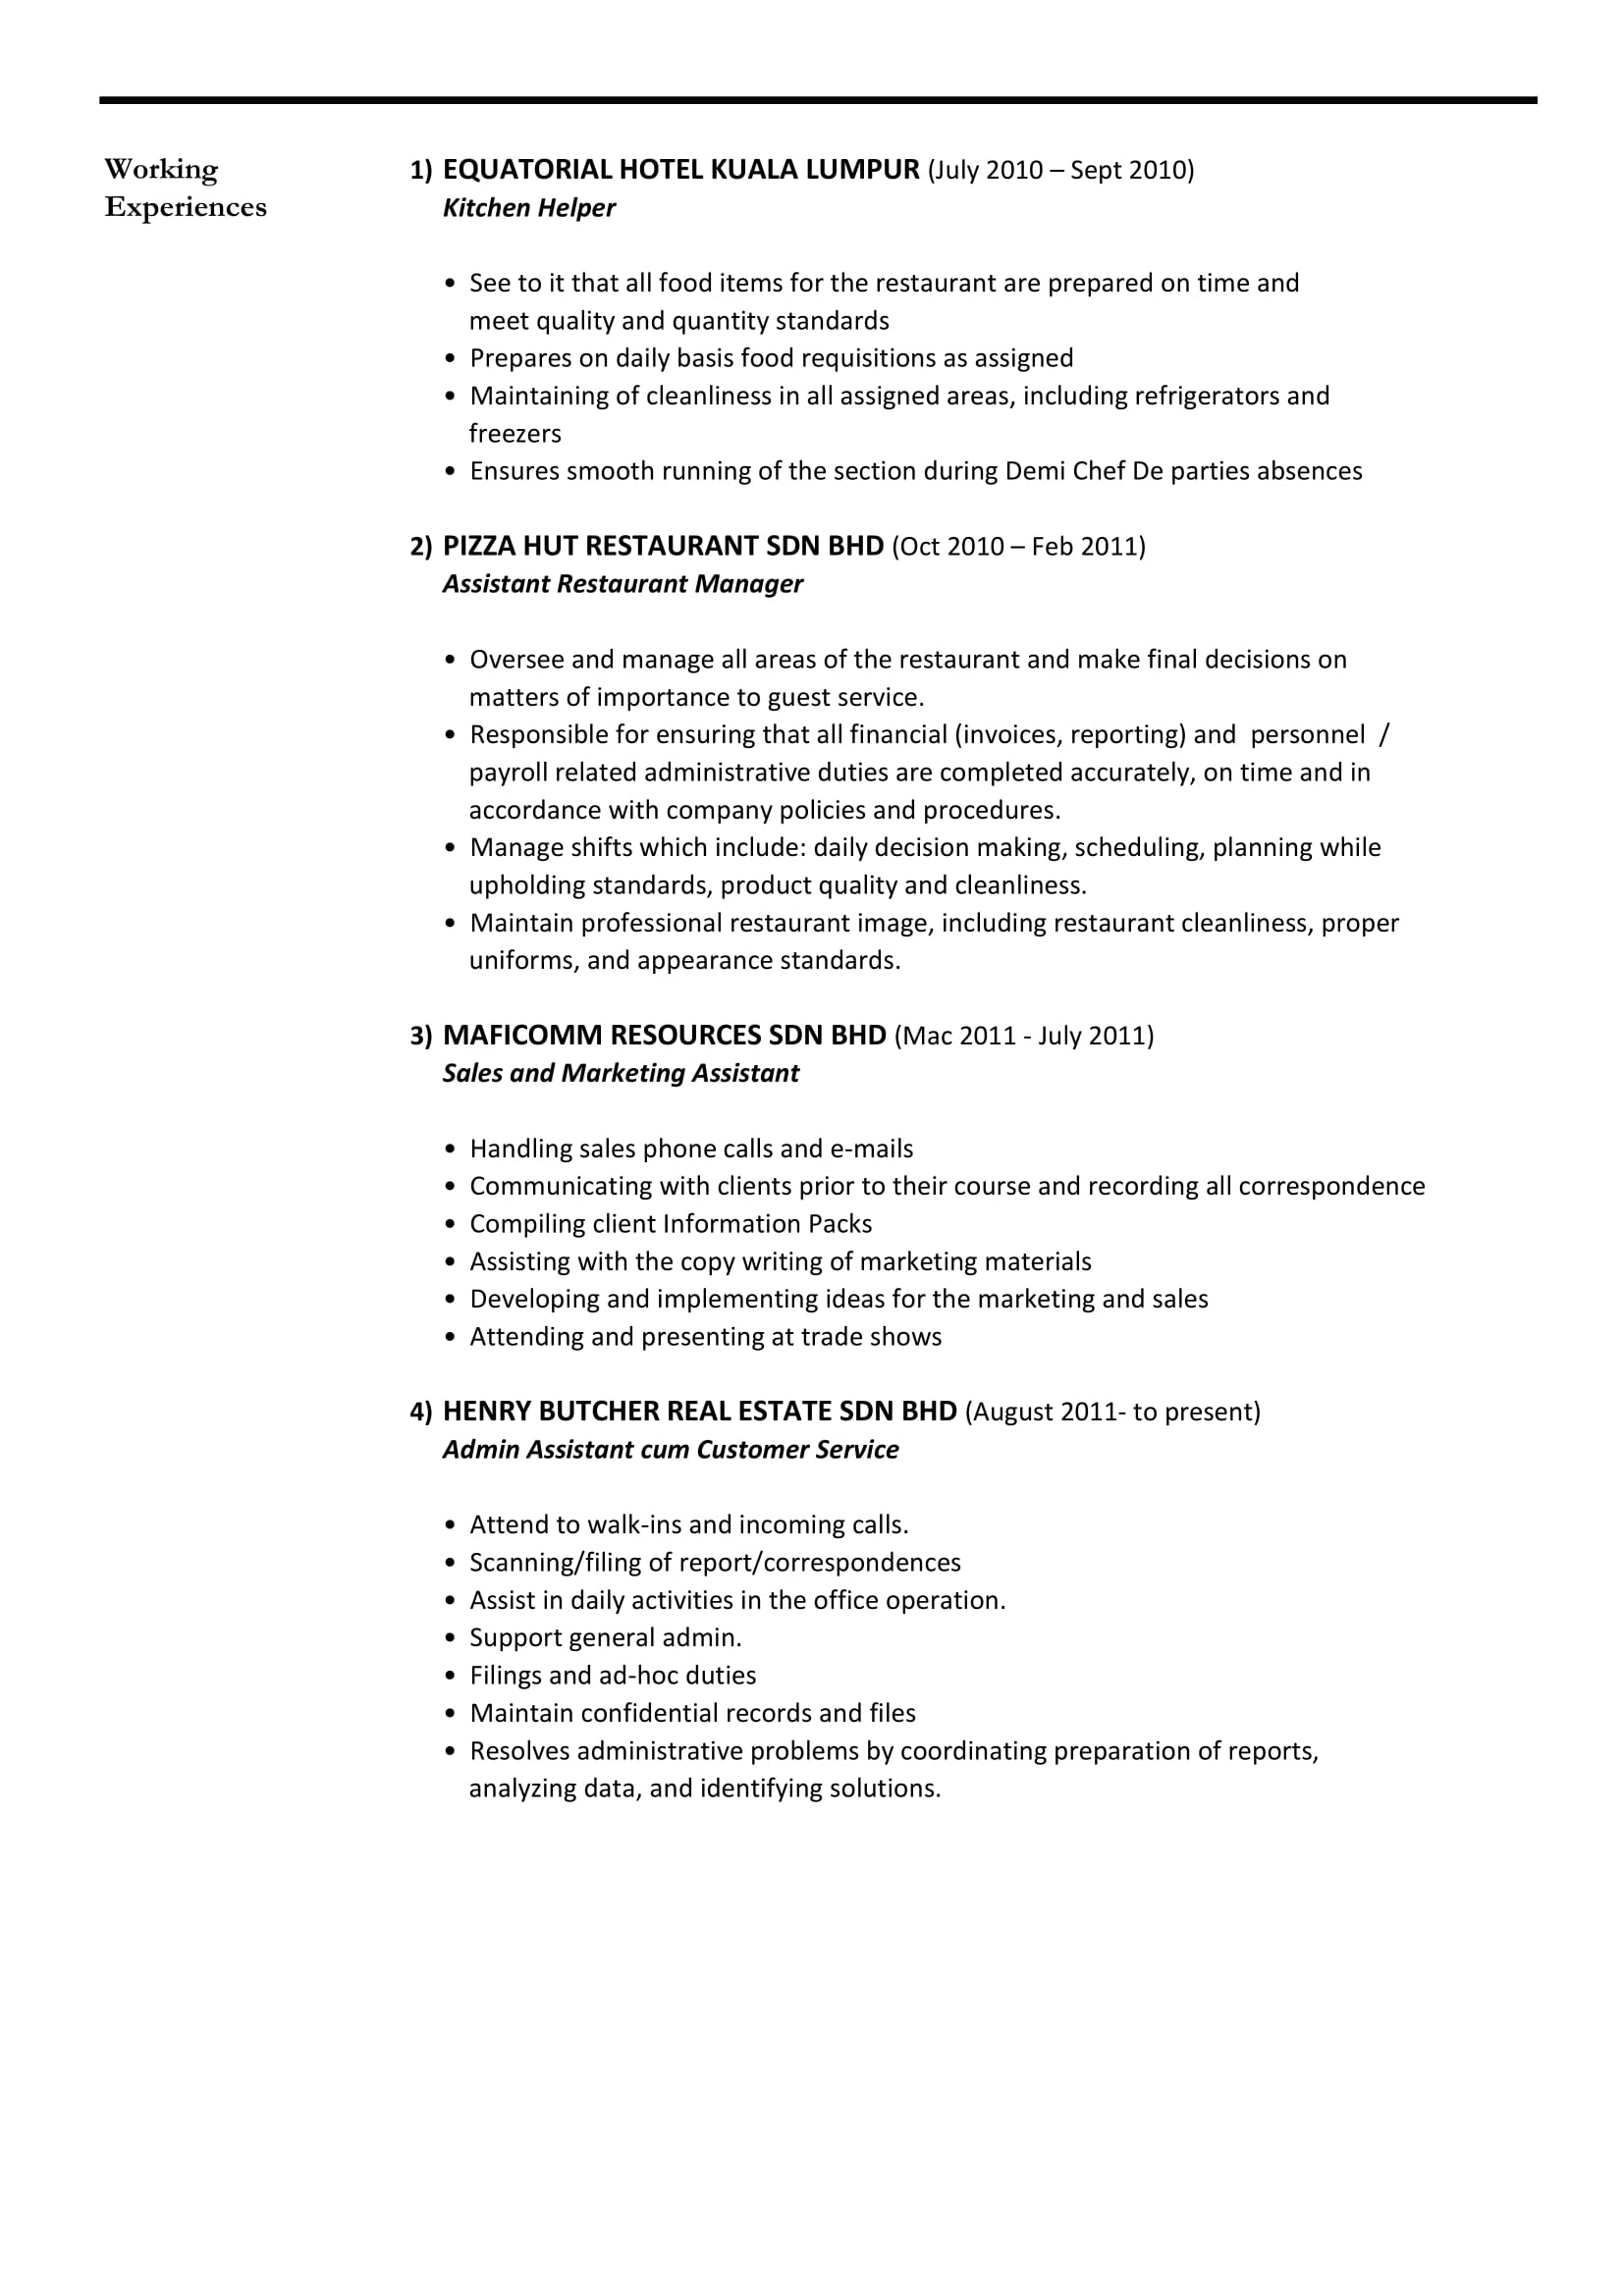 Working
Experiences
1) EQUATORIAL HOTEL KUALA LUMPUR (July 2010 – Sept 2010)
Kitchen Helper
• See to it that all food items for the restaurant are prepared on time and
meet quality and quantity standards
• Prepares on daily basis food requisitions as assigned
• Maintaining of cleanliness in all assigned areas, including refrigerators and
freezers
• Ensures smooth running of the section during Demi Chef De parties absences
2) PIZZA HUT RESTAURANT SDN BHD (Oct 2010 – Feb 2011)
Assistant Restaurant Manager
• Oversee and manage all areas of the restaurant and make final decisions on
matters of importance to guest service.
• Responsible for ensuring that all financial (invoices, reporting) and  personnel  /
payroll related administrative duties are completed accurately, on time and in
accordance with company policies and procedures.
• Manage shifts which include: daily decision making, scheduling, planning while
upholding standards, product quality and cleanliness.
• Maintain professional restaurant image, including restaurant cleanliness, proper
uniforms, and appearance standards.
3) MAFICOMM RESOURCES SDN BHD (Mac 2011 - July 2011)
Sales and Marketing Assistant
• Handling sales phone calls and e-mails
• Communicating with clients prior to their course and recording all correspondence
• Compiling client Information Packs
• Assisting with the copy writing of marketing materials
• Developing and implementing ideas for the marketing and sales
• Attending and presenting at trade shows
4) HENRY BUTCHER REAL ESTATE SDN BHD (August 2011- to present)
Admin Assistant cum Customer Service
• Attend to walk-ins and incoming calls.
• Scanning/filing of report/correspondences
• Assist in daily activities in the office operation.
• Support general admin.
• Filings and ad-hoc duties
• Maintain confidential records and files
• Resolves administrative problems by coordinating preparation of reports,
analyzing data, and identifying solutions.